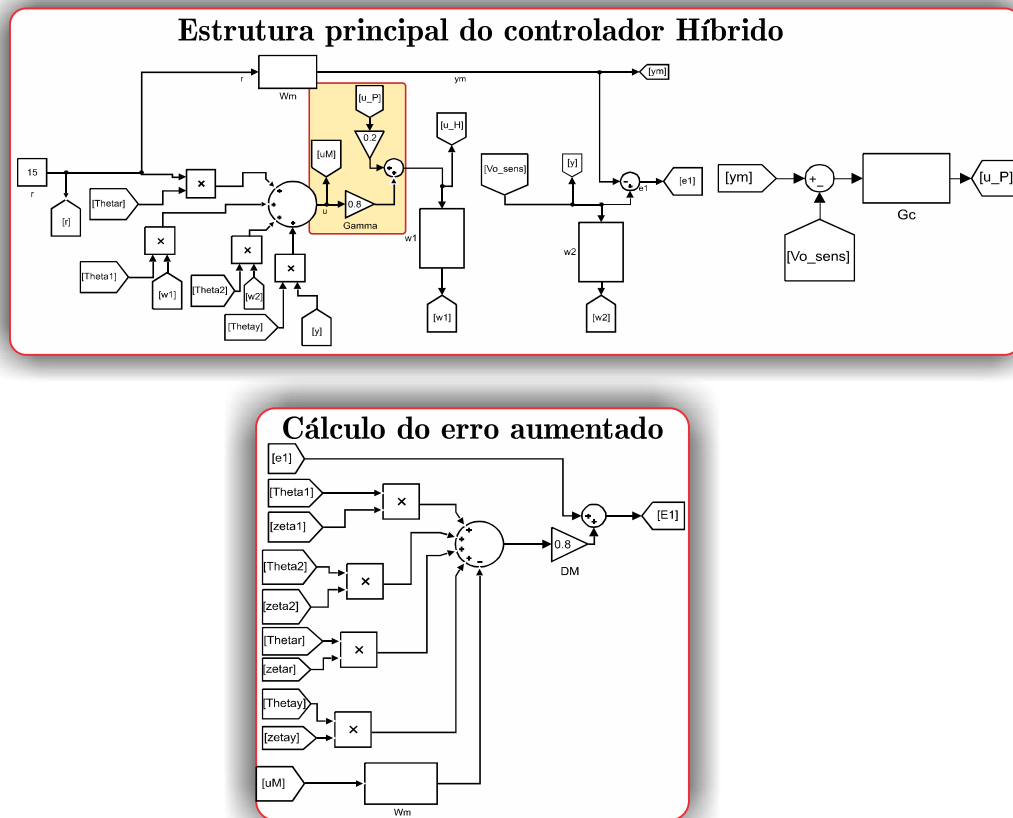 Estrutura principal do controlador Híbrido
r
Wm
ym
[ym]
[u_P]
0.2
[u_H]
[uM]
15
r
[r]
[Thetar]
×
u
0.8
Gamma
[Theta1]
×
[w1]
[Theta2]
×
[w2]
[Thetay]
×
[y]
w1
[w1]
[Vo_sens]
[y]
e1
[e1]
w2
[w2]
[ym]
[Vo_sens]
Gc
[u_P]
Cálculo do erro aumentado
[e1]
[Theta1]
[zeta1]
×
[Theta2]
[zeta2]
×
[Thetar]
[zetar]
×
[Thetay]
[zetay]
×
[uM]
Wm
0.8
DM
[E1]